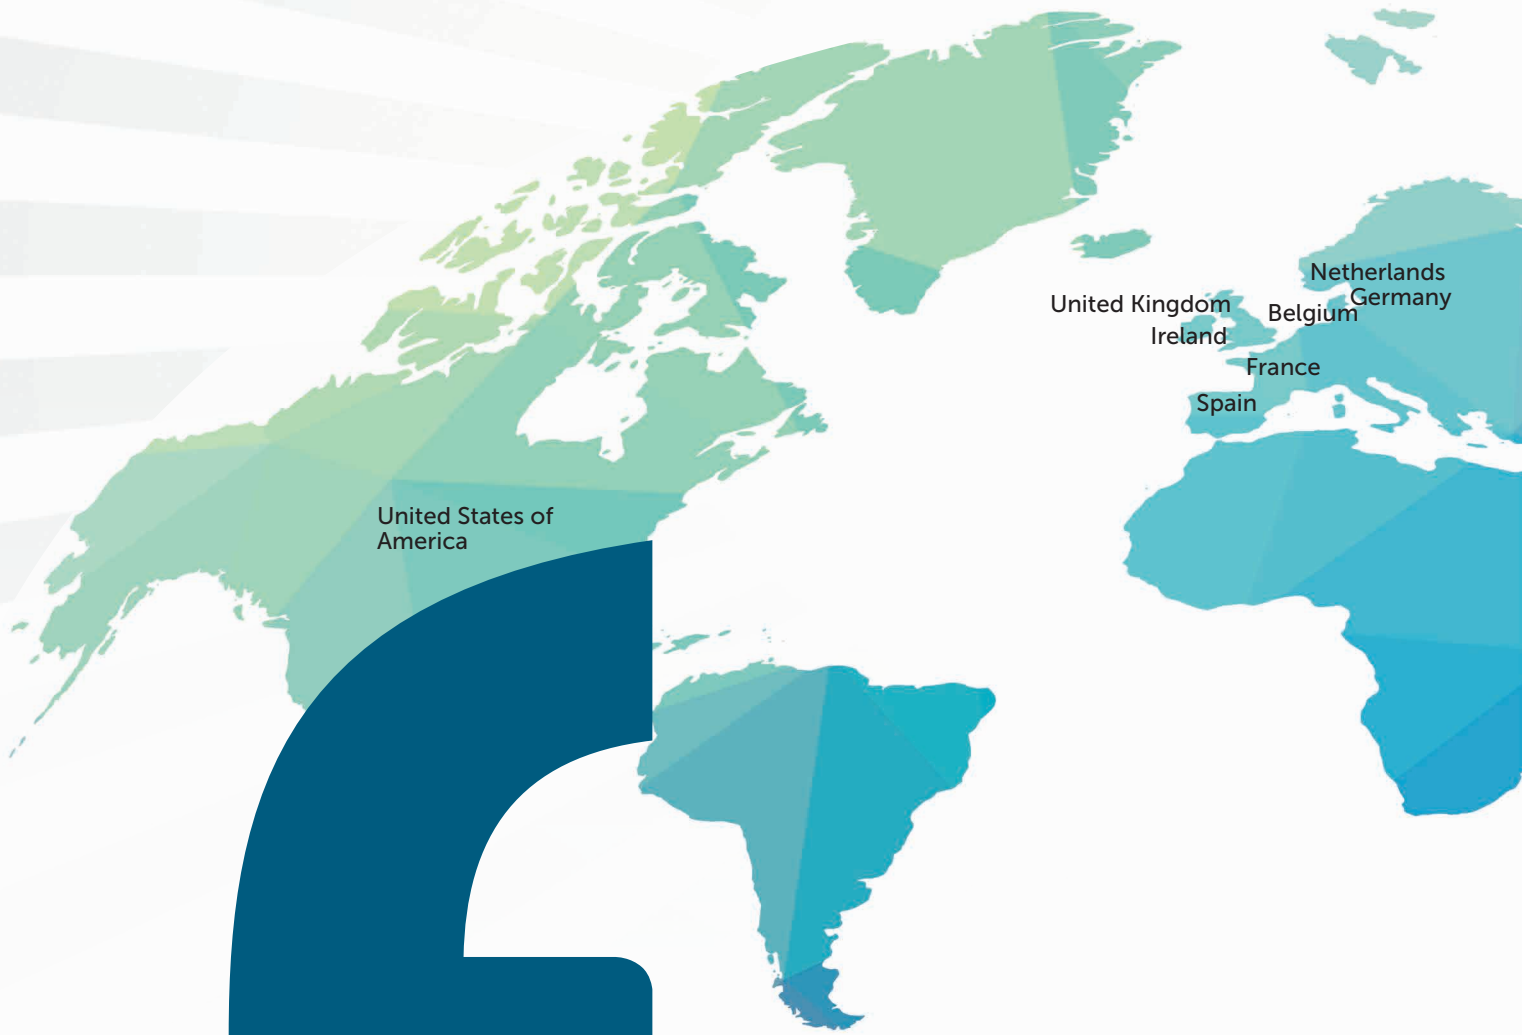 Netherlands
Germany
United Kingdom
Belgium
Ireland
France
Spain
United States of
America